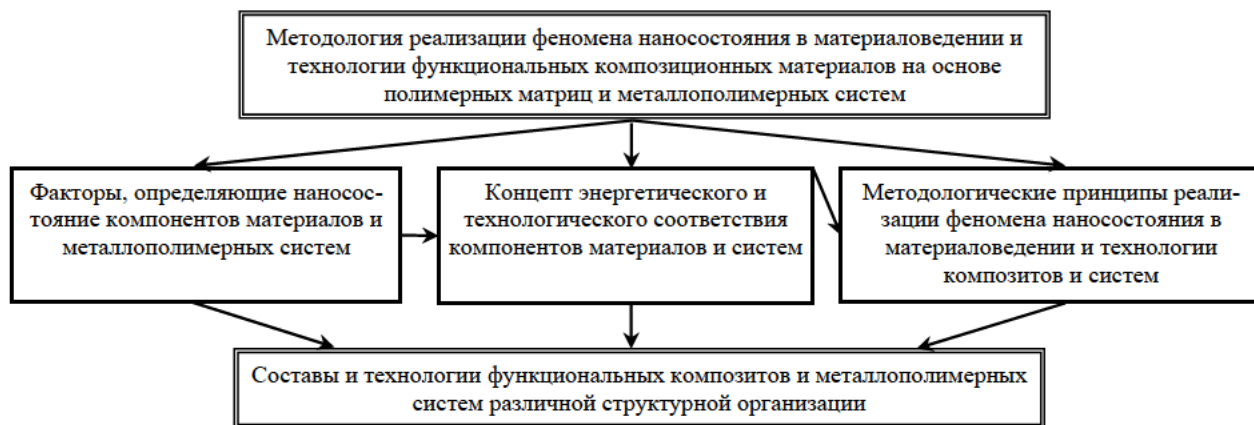 Методология реализации феномена наносостояния в материаловедении и
технологии функциональных композиционных материалов на основе
полимерных матриц и металлополимерных систем
Факторы, определяющие наносос-
тояние компонентов материалов и
металлополимерных систем
Концепт энергетического и
технологического соответствия
компонентов материалов и систем
Методологические принципы реали-
зации феномена наносостояния в
материаловедении и технологии
композитов и систем
Составы и технологии функциональных композитов и металлополимерных
систем различной структурной организации